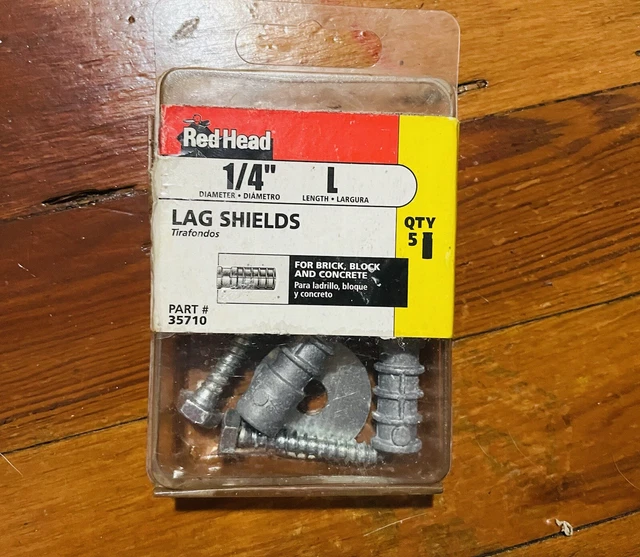 Red Head
1/4" L
DIAMETER • DIÁMETRO LENGTH • LARGURA
LAG SHIELDS
Tirafondos
QTY
5
FOR BRICK, BLOCK
AND CONCRETE
Para ladrillo, bloque
y concreto
PART #
35710